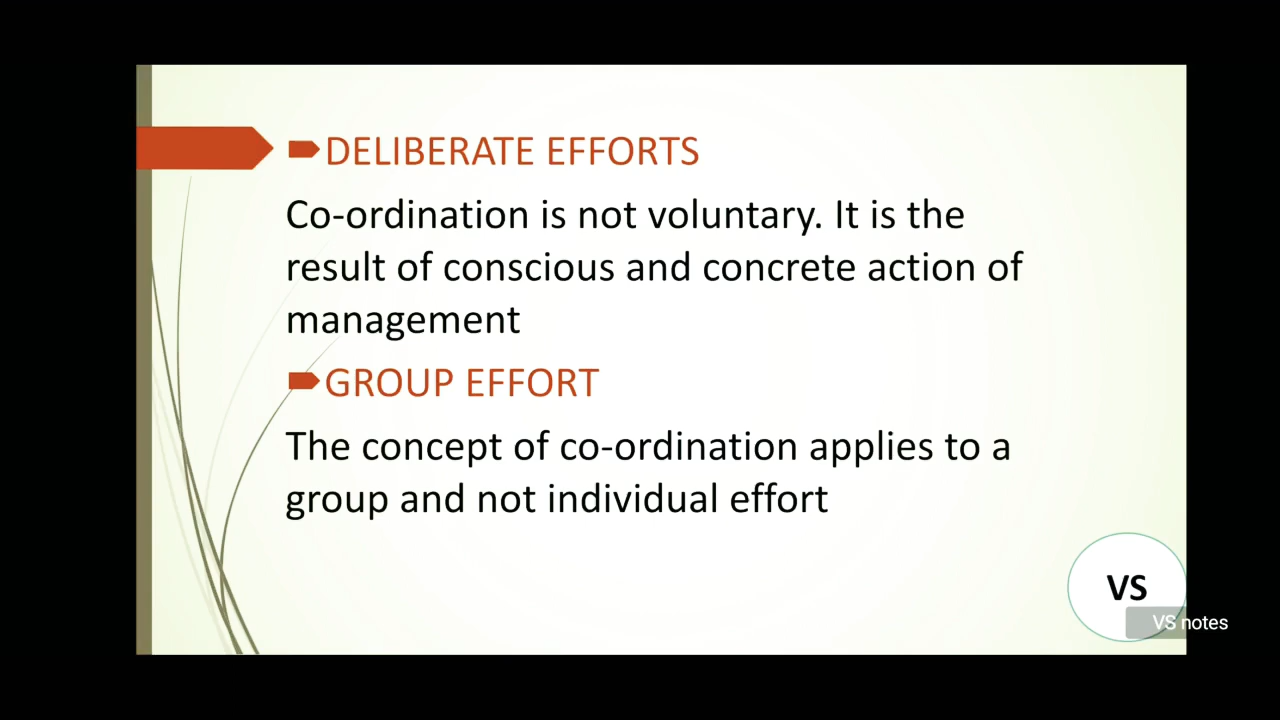 DELIBERATE EFFORTS
Co-ordination is not voluntary. It is the
result of conscious and concrete action of
management
GROUP EFFORT
The concept of co-ordination applies to a
group and not individual effort
VS
VS notes